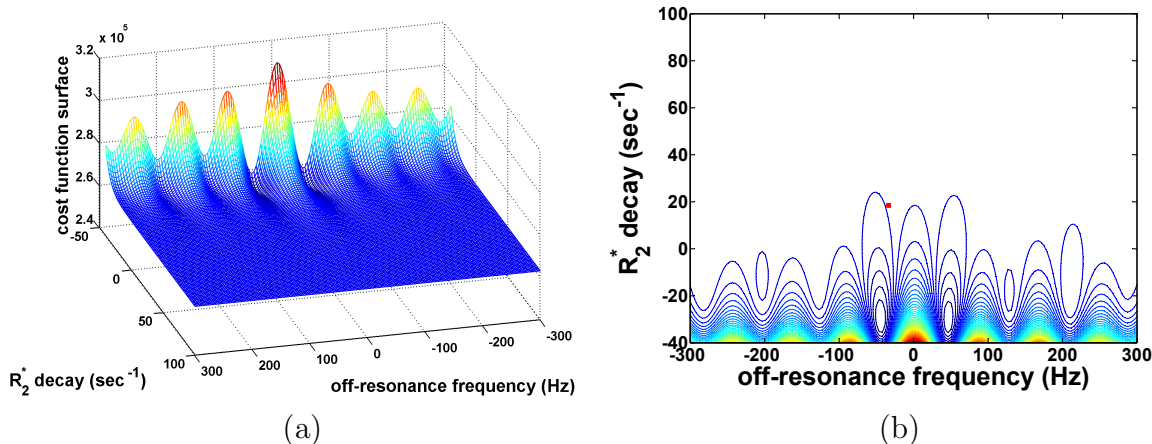 x 10⁵
3.2
3
2.8
2.6
2.4
cost function surface
-50
0
50
100
R₂* decay (sec⁻¹)
300
200
100
0
-100
-200
-300
off-resonance frequency (Hz)
(a)
100
80
60
40
20
0
-20
-40
R₂* decay (sec⁻¹)
-300 -200 -100 0 100 200 300
off-resonance frequency (Hz)
(b)